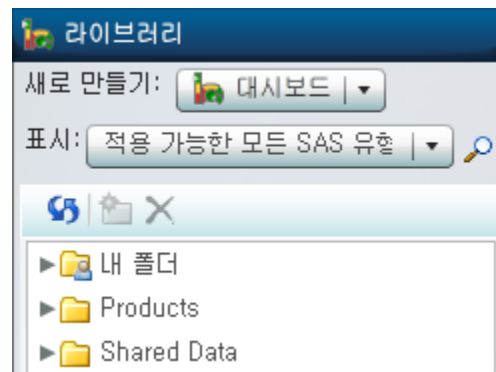 라이브러리
새로 만들기: 대시보드
표시: 적용 가능한 모든 SAS 유형
내 폴더
Products
Shared Data